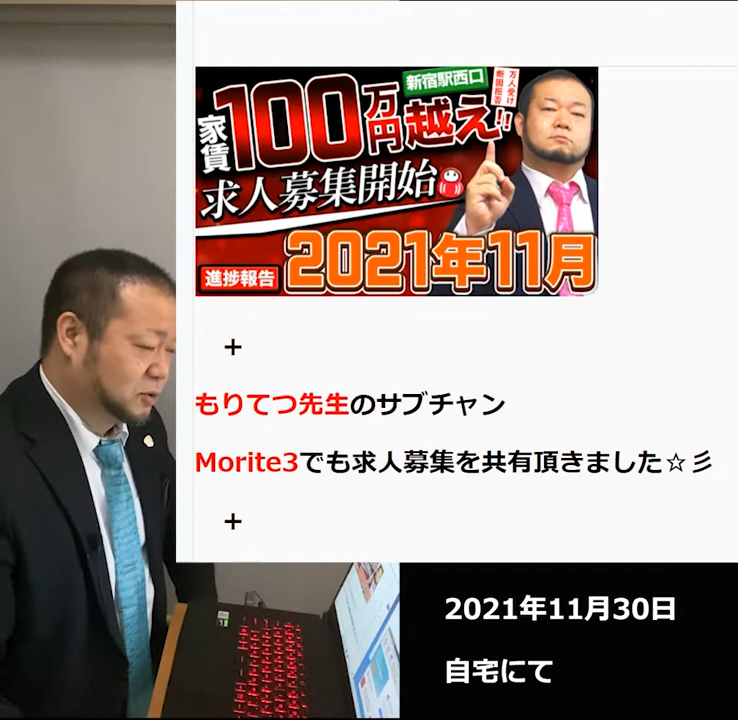 新宿駅西口
万人受け
断固拒否
家賃100万円越え!!
求人募集開始
進捗報告
2021年11月
+
もりてつ先生のサブチャン
Morite3でも求人募集を共有頂きました☆彡
+
2021年11月30日
自宅にて